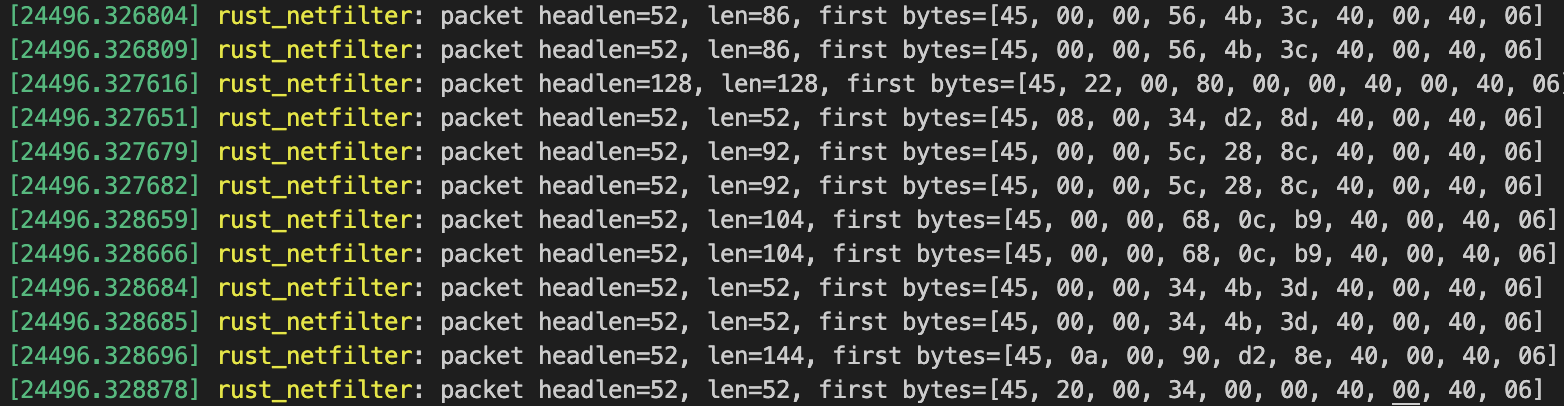 [24496.326804] rust_netfilter: packet headlen=52, len=86, first bytes=[45, 00, 00, 56, 4b, 3c, 40, 00, 40, 06]
[24496.326809] rust_netfilter: packet headlen=52, len=86, first bytes=[45, 00, 00, 56, 4b, 3c, 40, 00, 40, 06]
[24496.327616] rust_netfilter: packet headlen=128, len=128, first bytes=[45, 22, 00, 80, 00, 00, 40, 00, 40, 06]
[24496.327651] rust_netfilter: packet headlen=52, len=52, first bytes=[45, 08, 00, 34, d2, 8d, 40, 00, 40, 06]
[24496.327679] rust_netfilter: packet headlen=52, len=92, first bytes=[45, 00, 00, 5c, 28, 8c, 40, 00, 40, 06]
[24496.327682] rust_netfilter: packet headlen=52, len=92, first bytes=[45, 00, 00, 5c, 28, 8c, 40, 00, 40, 06]
[24496.328659] rust_netfilter: packet headlen=52, len=104, first bytes=[45, 00, 00, 68, 0c, b9, 40, 00, 40, 06]
[24496.328666] rust_netfilter: packet headlen=52, len=104, first bytes=[45, 00, 00, 68, 0c, b9, 40, 00, 40, 06]
[24496.328684] rust_netfilter: packet headlen=52, len=52, first bytes=[45, 00, 00, 34, 4b, 3d, 40, 00, 40, 06]
[24496.328685] rust_netfilter: packet headlen=52, len=52, first bytes=[45, 00, 00, 34, 4b, 3d, 40, 00, 40, 06]
[24496.328696] rust_netfilter: packet headlen=52, len=144, first bytes=[45, 0a, 00, 90, d2, 8e, 40, 00, 40, 06]
[24496.328878] rust_netfilter: packet headlen=52, len=52, first bytes=[45, 20, 00, 34, 00, 00, 40, 00, 40, 06]